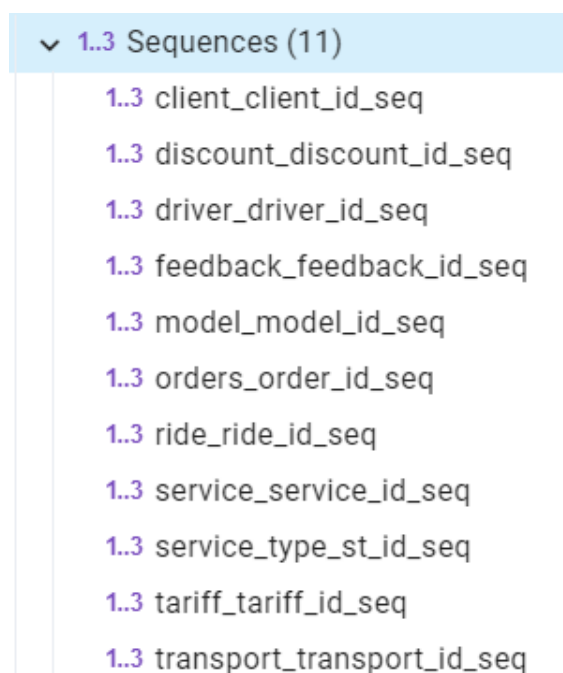 1..3 Sequences (11)
1..3 client_client_id_seq
1..3 discount_discount_id_seq
1..3 driver_driver_id_seq
1..3 feedback_feedback_id_seq
1..3 model_model_id_seq
1..3 orders_order_id_seq
1..3 ride_ride_id_seq
1..3 service_service_id_seq
1..3 service_type_st_id_seq
1..3 tariff_tariff_id_seq
1..3 transport_transport_id_seq